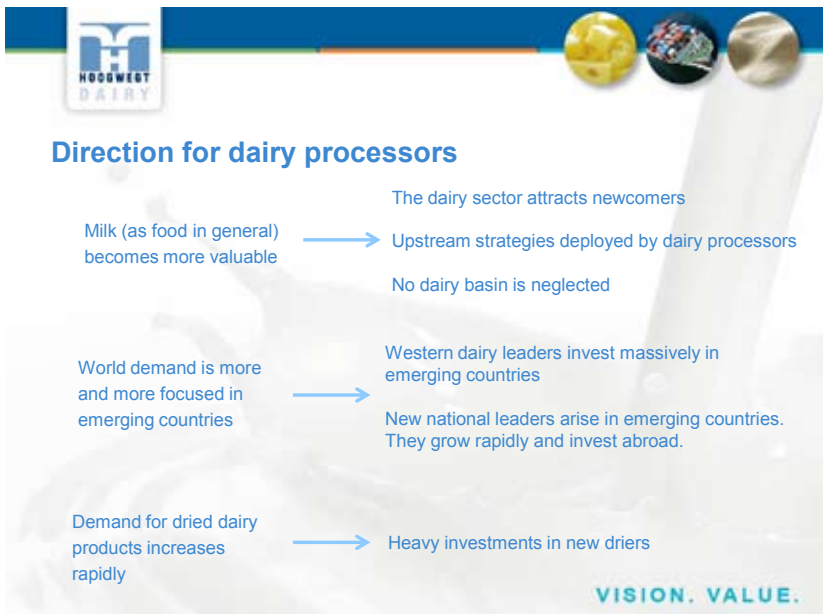 HOOGWEGT
DAIRY
Direction for dairy processors
Milk (as food in general)
becomes more valuable
The dairy sector attracts newcomers
Upstream strategies deployed by dairy processors
No dairy basin is neglected
World demand is more
and more focused in
emerging countries
Western dairy leaders invest massively in
emerging countries
New national leaders arise in emerging countries.
They grow rapidly and invest abroad.
Demand for dried dairy
products increases
rapidly
Heavy investments in new driers
VISION. VALUE.